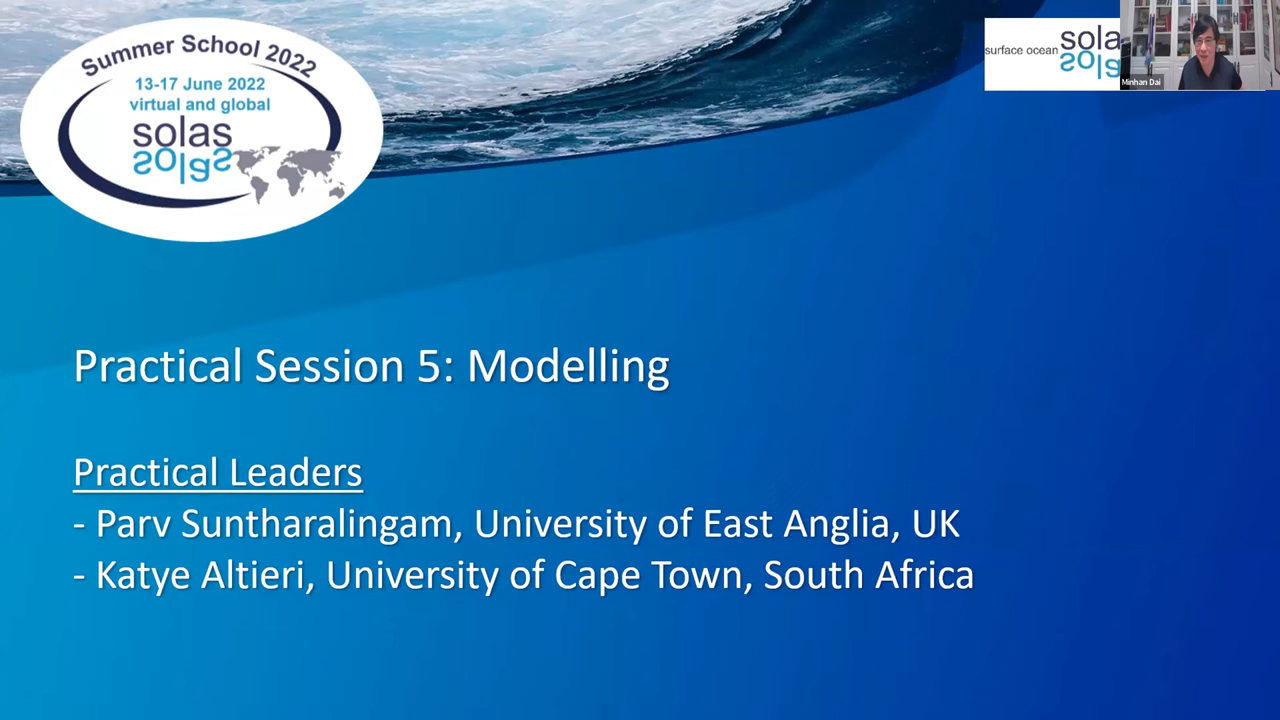 Summer School 2022
13-17 June 2022
virtual and global
solas
solas
surface ocean
sola
sola
Minhan Dai
Practical Session 5: Modelling
Practical Leaders
- Parv Suntharalingam, University of East Anglia, UK
- Katye Altieri, University of Cape Town, South Africa